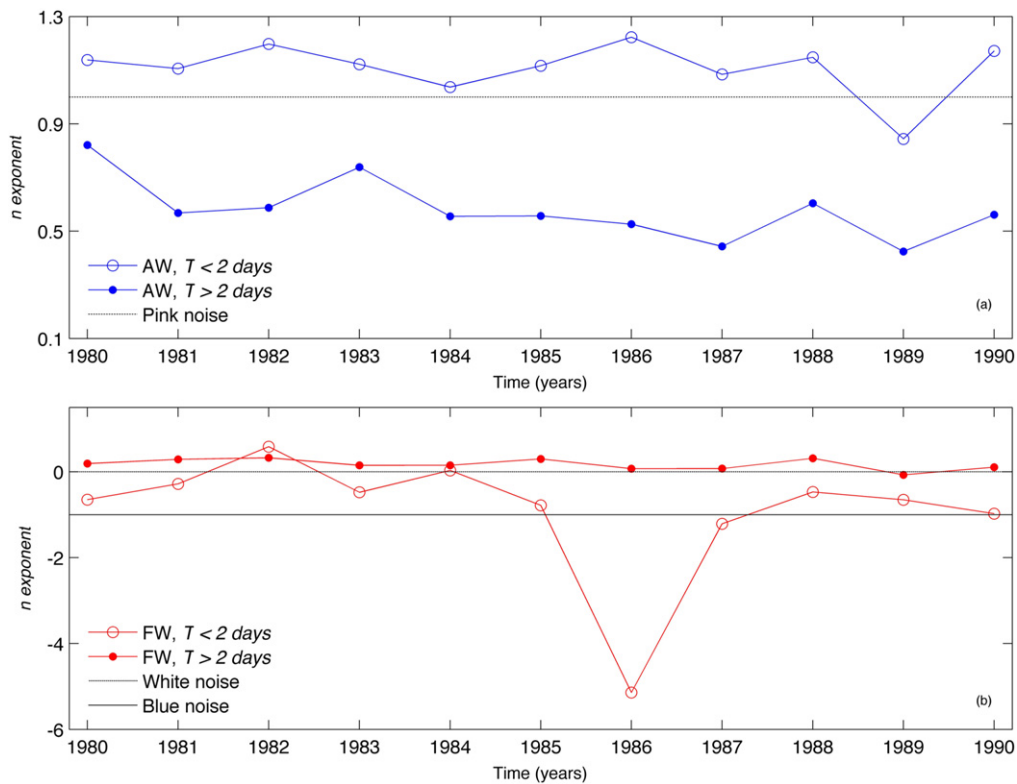 1.3
0.9
0.5
0.1
n exponent
AW, T < 2 days
AW, T > 2 days
Pink noise
(a)
1980 1981 1982 1983 1984 1985 1986 1987 1988 1989 1990
Time (years)
0
-2
-4
-6
n exponent
FW, T < 2 days
FW, T > 2 days
White noise
Blue noise
(b)
1980 1981 1982 1983 1984 1985 1986 1987 1988 1989 1990
Time (years)